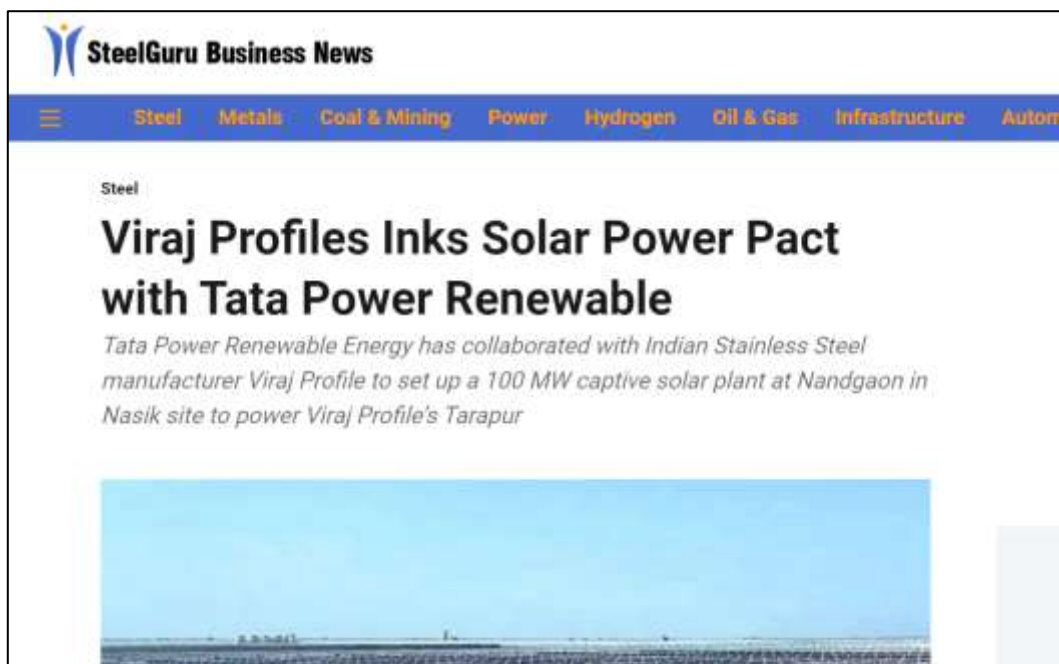 SteelGuru Business News
Steel Metals Coal & Mining Power Hydrogen Oil & Gas Infrastructure Autom
Steel
Viraj Profiles Inks Solar Power Pact
with Tata Power Renewable
Tata Power Renewable Energy has collaborated with Indian Stainless Steel
manufacturer Viraj Profile to set up a 100 MW captive solar plant at Nandgaon in
Nasik site to power Viraj Profile's Tarapur